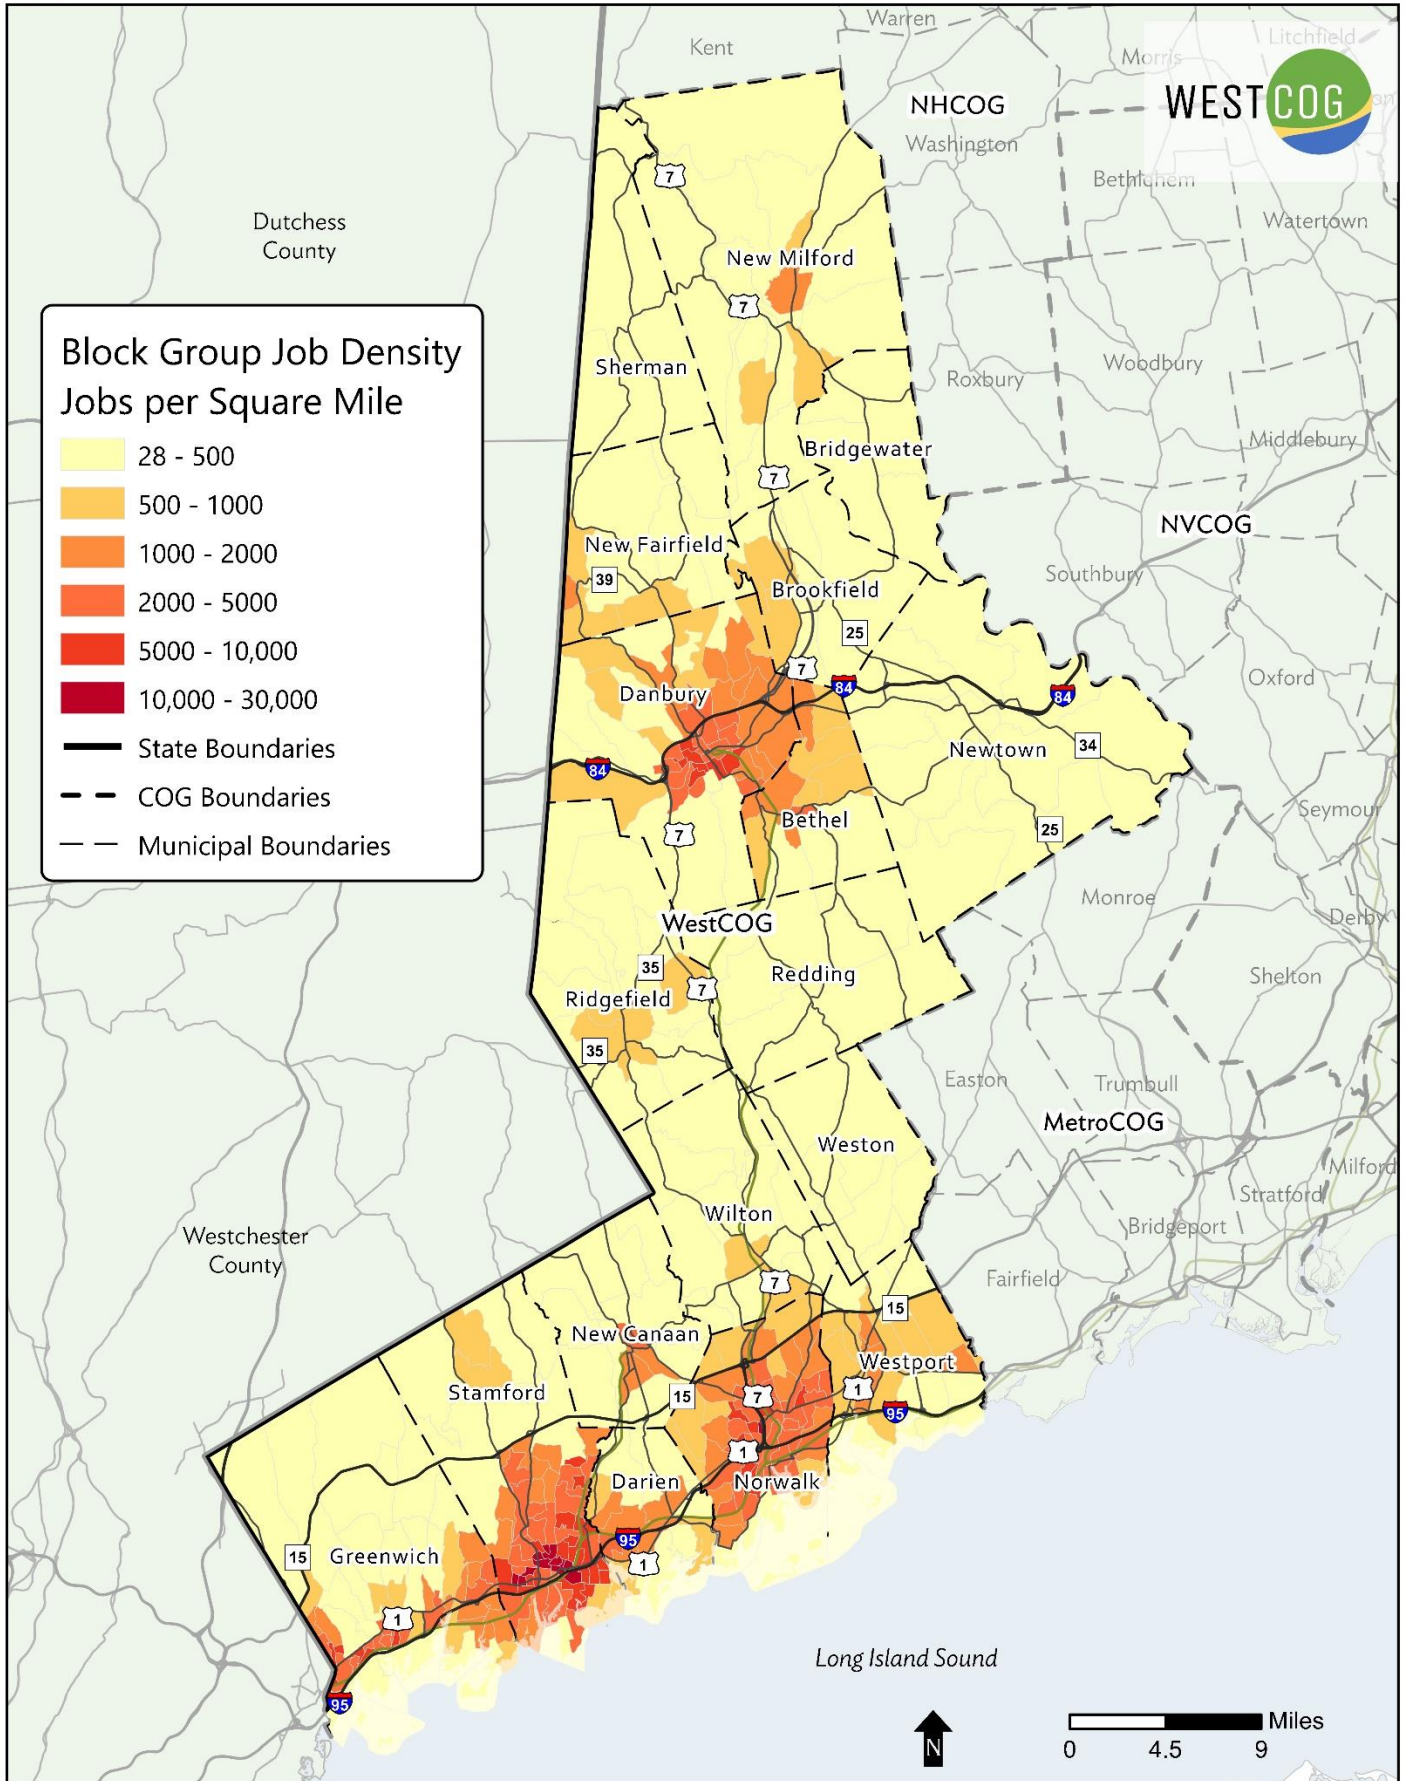 Warren
Kent
Litchfield
Morris
WESTCOG
NHCOG
Washington
Bethlehem
7
Dutchess
County
Watertown
New Milford
7
Block Group Job Density
Jobs per Square Mile
28 - 500
500 - 1000
1000 - 2000
2000 - 5000
5000 - 10,000
10,000 - 30,000
State Boundaries
COG Boundaries
Municipal Boundaries
Sherman
Woodbury
Roxbury
Middlebury
Bridgewater
7
NVCOG
New Fairfield
39
Brookfield
Southbury
25
7
84
84
Oxford
Danbury
Newtown
34
84
Seymour
Bethel
25
7
Monroe
Derby
WestCOG
35
Redding
7
Shelton
Ridgefield
35
Easton
Trumbull
MetroCOG
Weston
Milford
Stratford
Wilton
Bridgeport
Westchester
County
7
Fairfield
15
New Canaan
Westport
Stamford
15
7
1
95
1
Darien
Norwalk
95
1
15
Greenwich
1
Long Island Sound
95
N
Miles
0
4.5
9